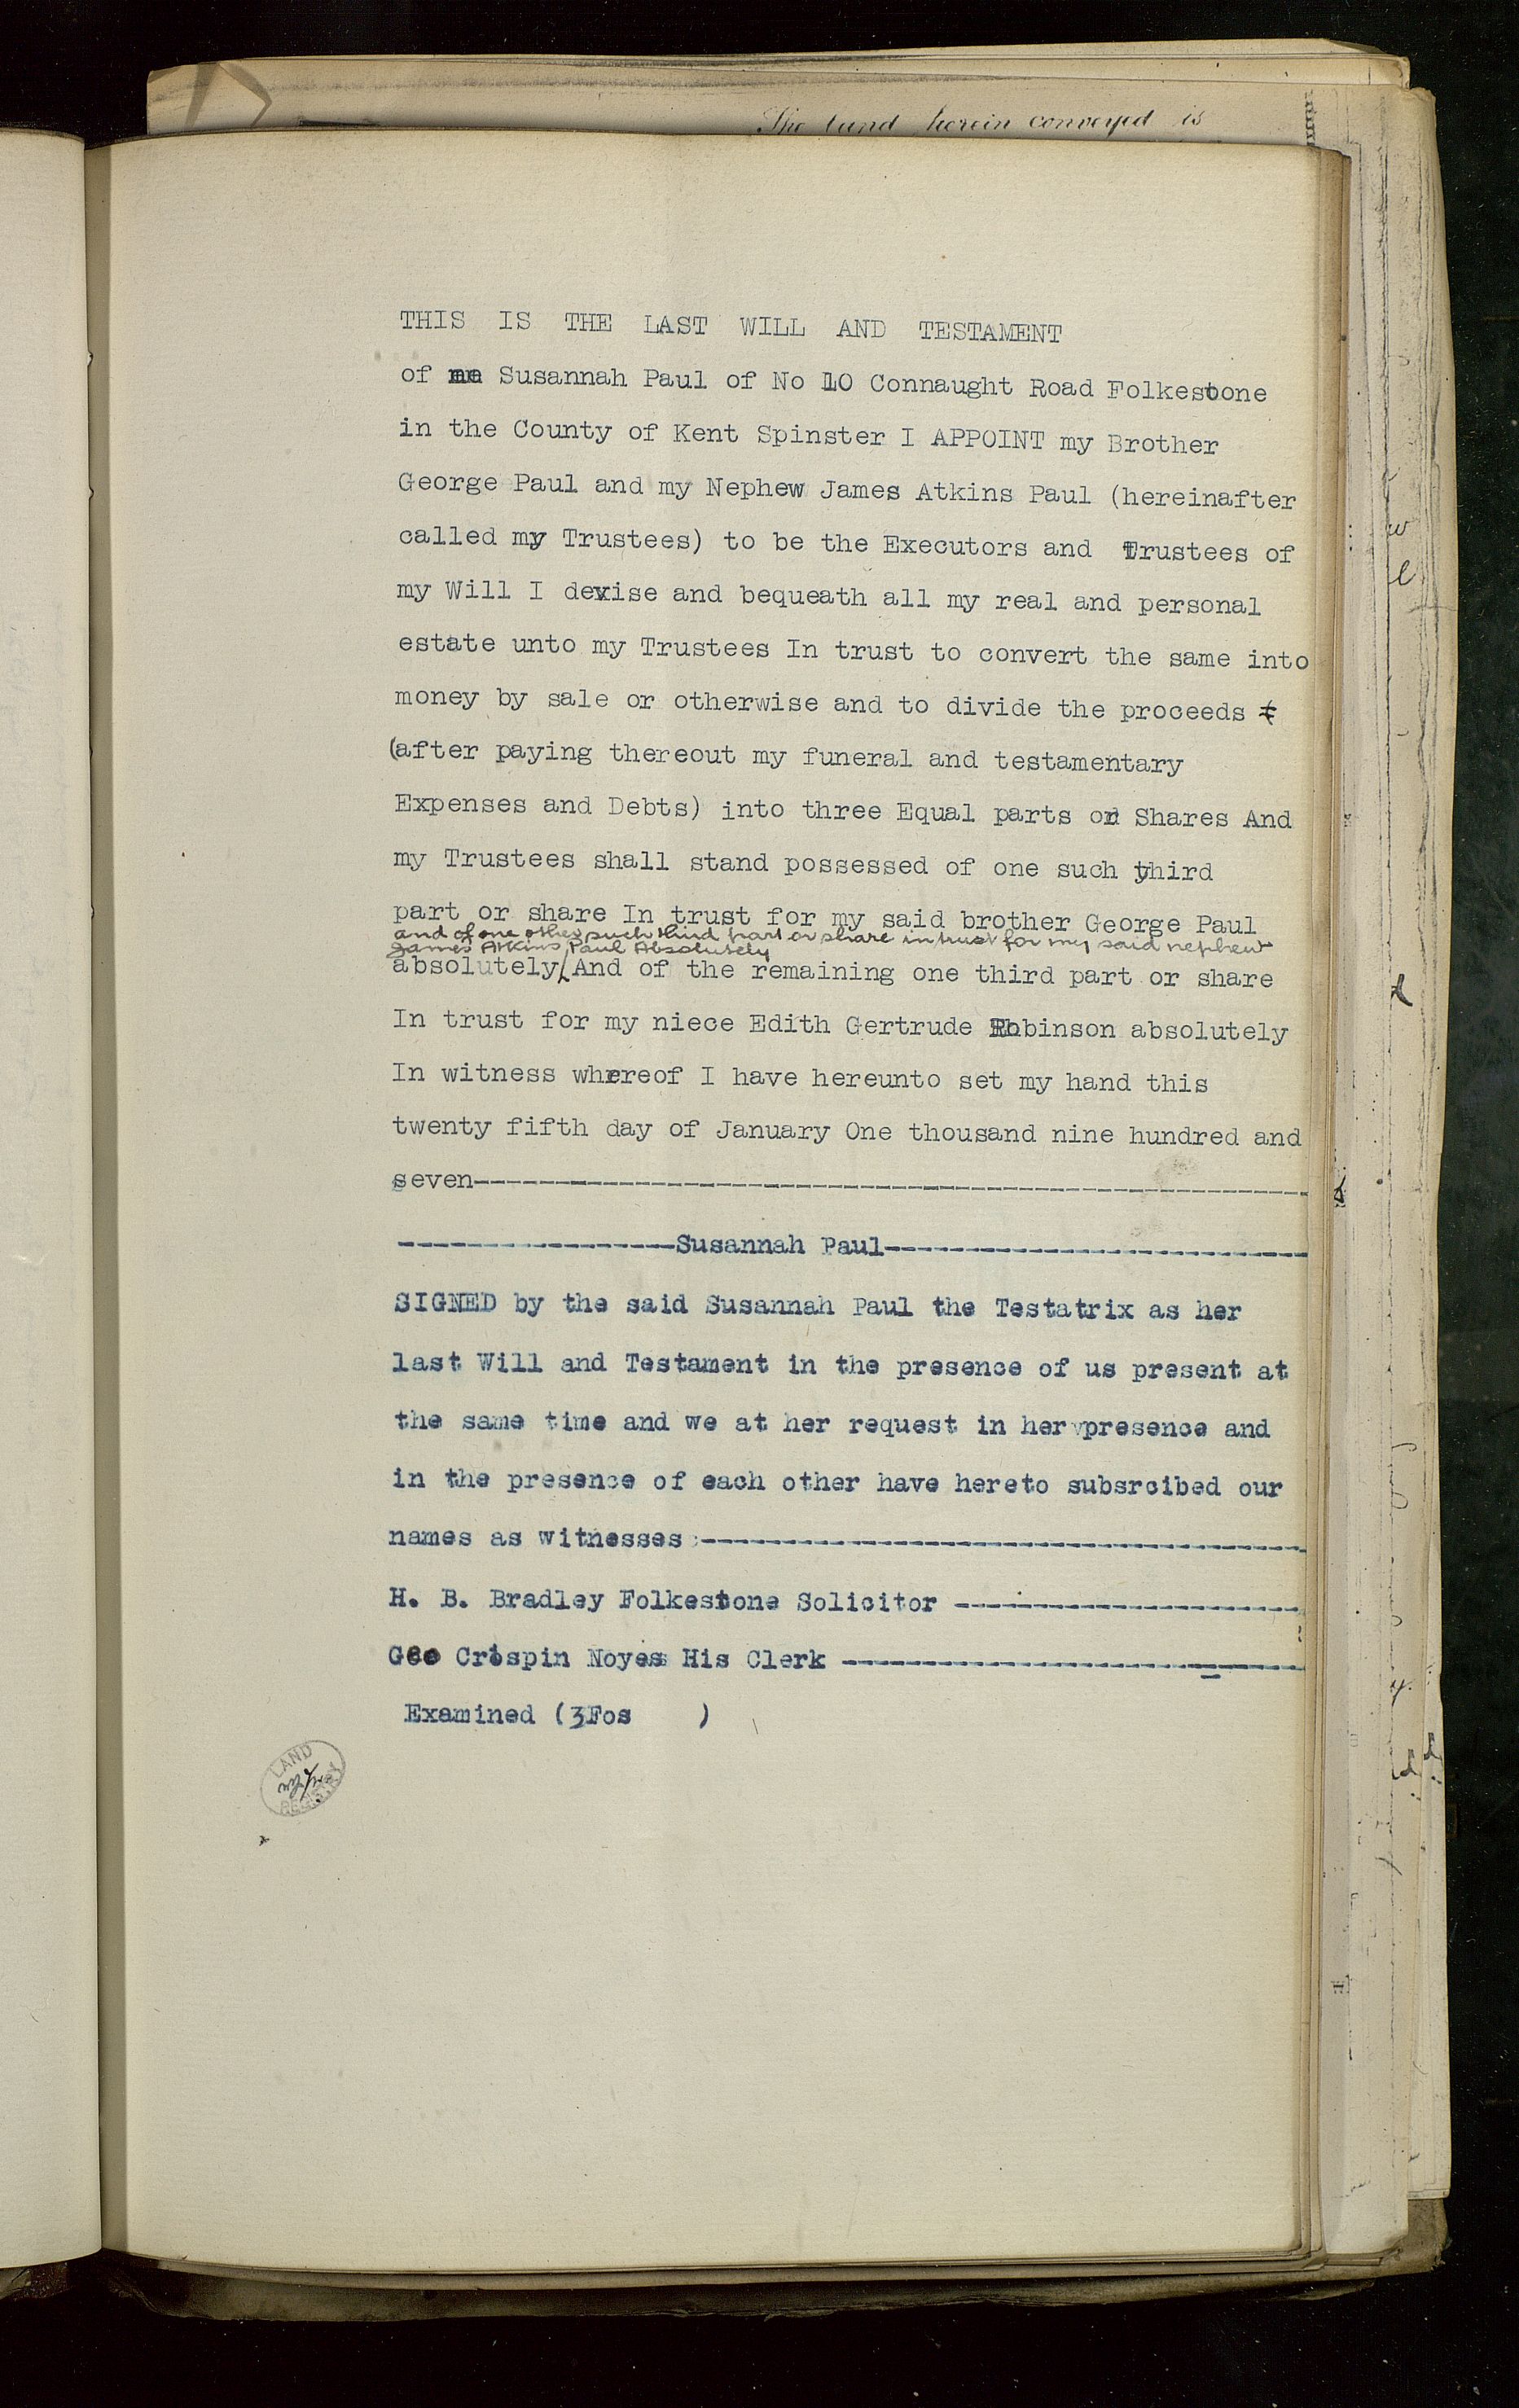 The land herein conveyed is
THIS IS THE LAST WILL AND TESTAMENT
of me Susannah Paul of No 10 Connaught Road Folkestone
in the County of Kent Spinster I APPOINT my Brother
George Paul and my Nephew James Atkins Paul (hereinafter
called my Trustees) to be the Executors and Trustees of
my Will I devise and bequeath all my real and personal
estate unto my Trustees In trust to convert the same into
money by sale or otherwise and to divide the proceeds
(after paying thereout my funeral and testamentary
Expenses and Debts) into three Equal parts or Shares And
my Trustees shall stand possessed of one such third
part or share In trust for my said brother George Paul
and of one other such third part or share in trust for my said nephew
James Atkins Paul Absolutely
absolutely And of the remaining one third part or share
In trust for my niece Edith Gertrude Robinson absolutely
In witness whereof I have hereunto set my hand this
twenty fifth day of January One thousand nine hundred and
seven----------
----------Susannah Paul----------
SIGNED by the said Susannah Paul the Testatrix as her
last Will and Testament in the presence of us present at
the same time and we at her request in her presence and
in the presence of each other have hereto subsrcibed our
names as witnesses:----------
H. B. Bradley Folkestone Solicitor ----------
Geo Crispin Noyes His Clerk ----------
Examined (3Fos )
LAND
REGISTRY